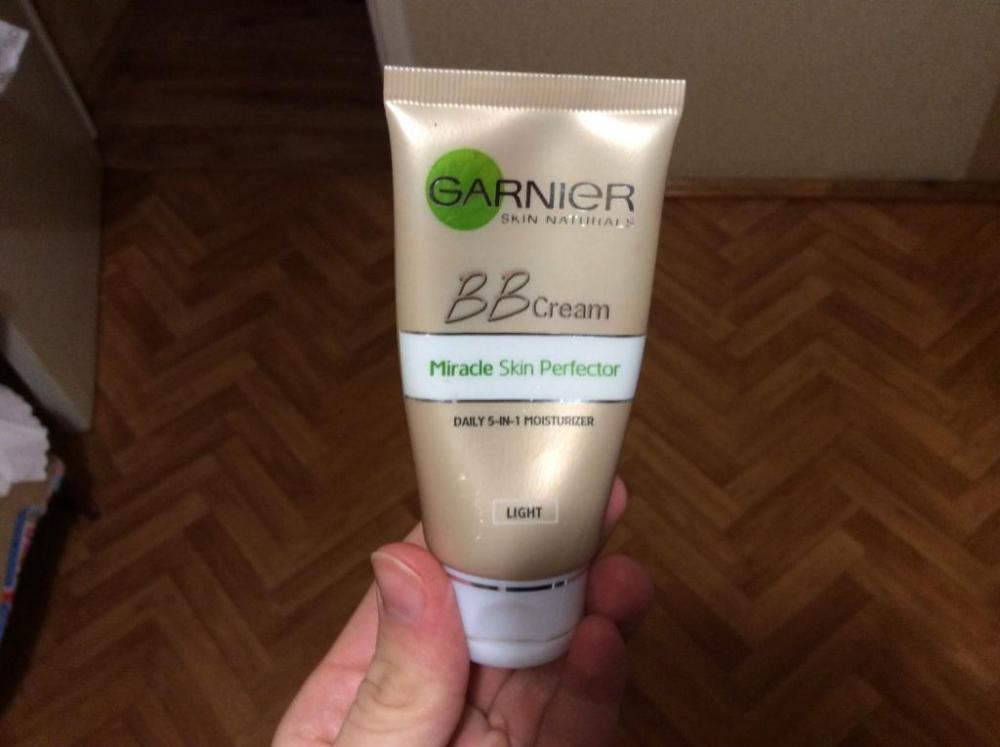 GARNIER
SKIN NATURALS
BB Cream
Miracle Skin Perfector
DAILY 5-IN-1 MOISTURIZER
LIGHT